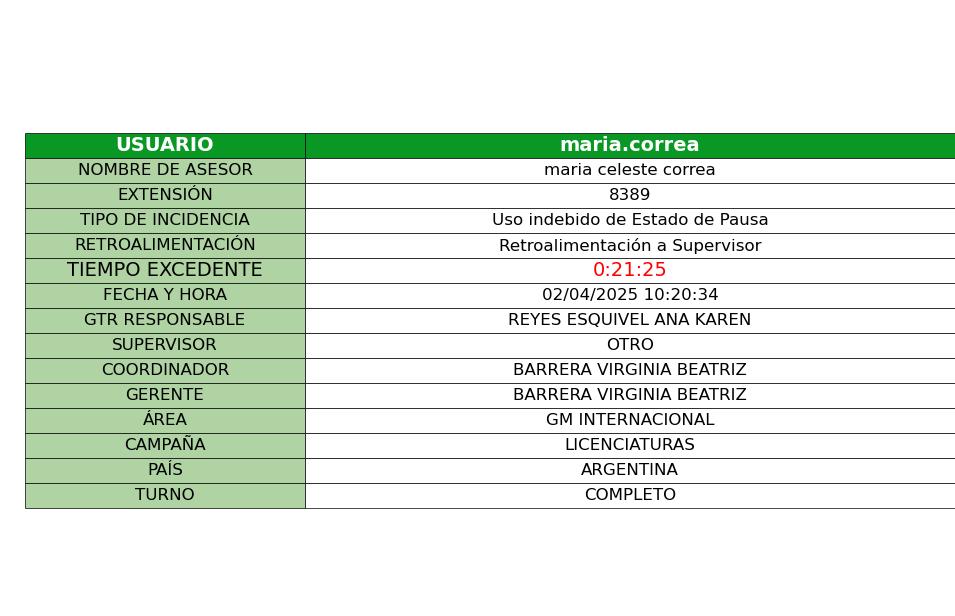 USUARIO maria.correa
NOMBRE DE ASESOR maria celeste correa
EXTENSIÓN 8389
TIPO DE INCIDENCIA Uso indebido de Estado de Pausa
RETROALIMENTACIÓN Retroalimentación a Supervisor
TIEMPO EXCEDENTE 0:21:25
FECHA Y HORA 02/04/2025 10:20:34
GTR RESPONSABLE REYES ESQUIVEL ANA KAREN
SUPERVISOR OTRO
COORDINADOR BARRERA VIRGINIA BEATRIZ
GERENTE BARRERA VIRGINIA BEATRIZ
ÁREA GM INTERNACIONAL
CAMPAÑA LICENCIATURAS
PAÍS ARGENTINA
TURNO COMPLETO